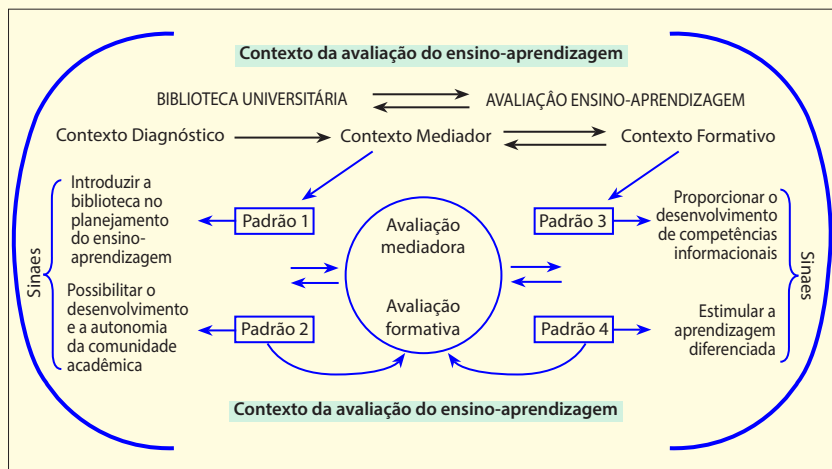 Contexto da avaliação do ensino-aprendizagem
BIBLIOTECA UNIVERSITÁRIA
AVALIAÇÂO ENSINO-APRENDIZAGEM
Contexto Diagnóstico
Contexto Mediador
Contexto Formativo
Sinaes
Introduzir a
biblioteca no
planejamento
do ensino-
aprendizagem
Padrão 1
Avaliação
mediadora
Padrão 3
Proporcionar o
desenvolvimento
de competências
informacionais
Sinaes
Possibilitar o
desenvolvimento
e a autonomia
da comunidade
acadêmica
Padrão 2
Avaliação
formativa
Padrão 4
Estimular a
aprendizagem
diferenciada
Contexto da avaliação do ensino-aprendizagem